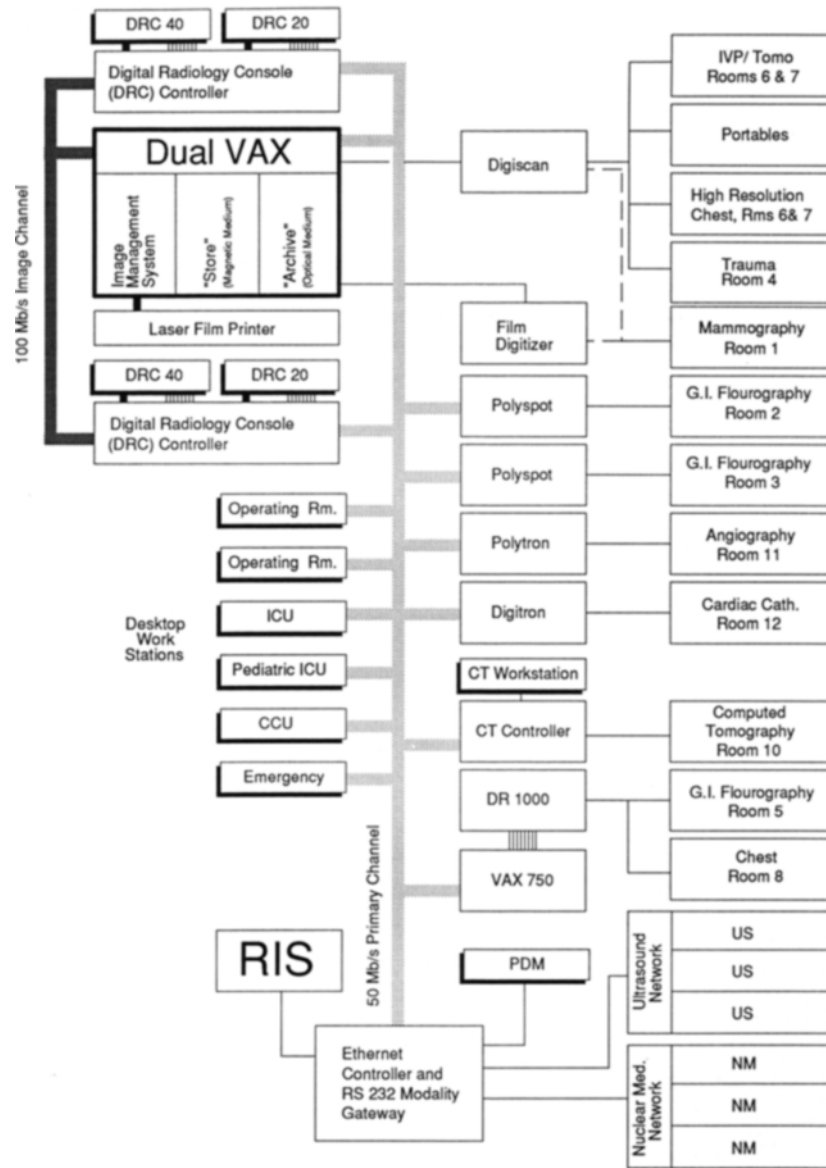 DRC 40
DRC 20
Digital Radiology Console
(DRC) Controller
Dual VAX
Image
Management
System
"Store"
(Magnetic Medium)
"Archive"
(Optical Medium)
Laser Film Printer
DRC 40
DRC 20
Digital Radiology Console
(DRC) Controller
100 Mb/s Image Channel
Operating Rm.
Operating Rm.
ICU
Pediatric ICU
CCU
Emergency
Desktop
Work
Stations
50 Mb/s Primary Channel
RIS
Ethernet
Controller and
RS 232 Modality
Gateway
Digiscan
Film
Digitizer
Polyspot
Polyspot
Polytron
Digitron
CT Workstation
CT Controller
DR 1000
VAX 750
PDM
IVP/ Tomo
Rooms 6 & 7
Portables
High Resolution
Chest, Rms 6& 7
Trauma
Room 4
Mammography
Room 1
G.I. Flourography
Room 2
G.I. Flourography
Room 3
Angiography
Room 11
Cardiac Cath.
Room 12
Computed
Tomography
Room 10
G.I. Flourography
Room 5
Chest
Room 8
Ultrasound
Network
US
US
US
Nuclear Med.
Network
NM
NM
NM